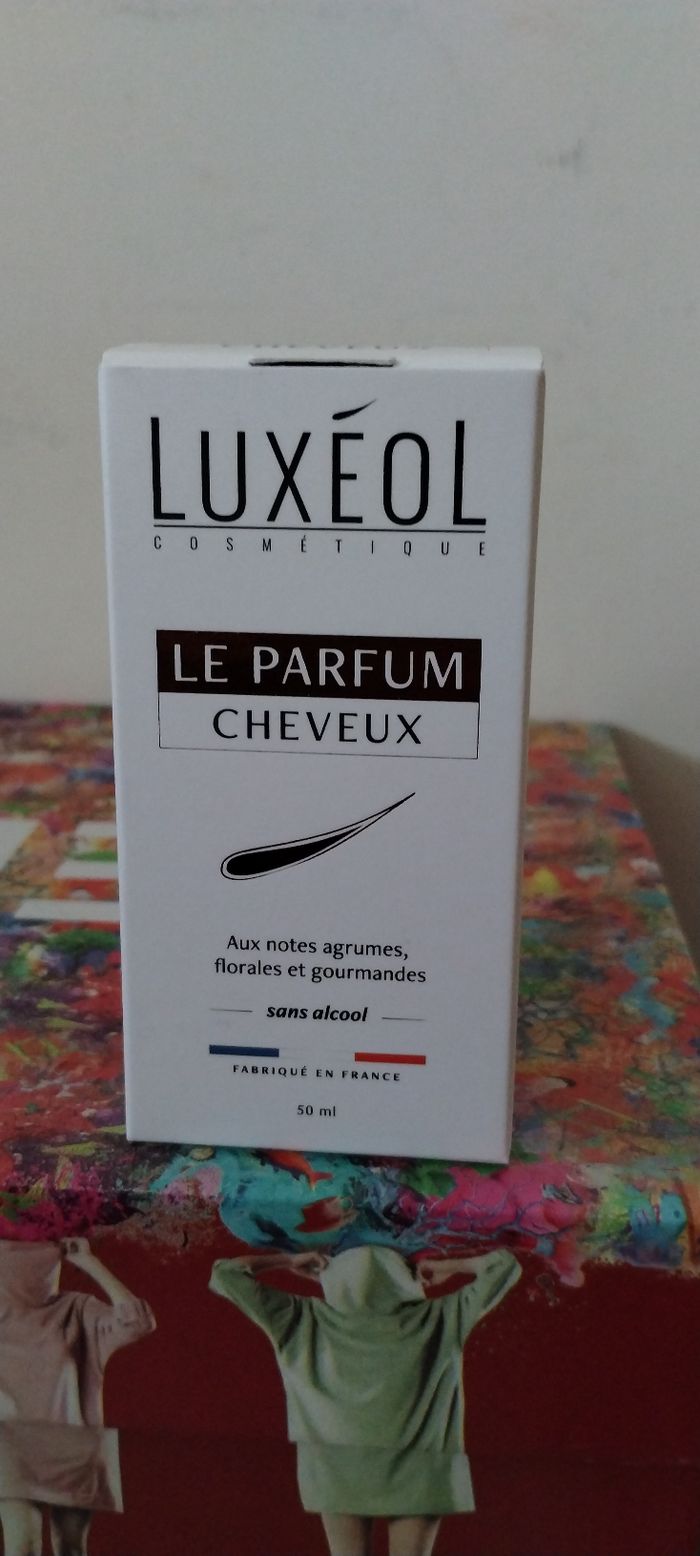 LUXÉOL
COSMÉTIQUE
LE PARFUM
CHEVEUX
Aux notes agrumes,
florales et gourmandes
sans alcool
FABRIQUÉ EN FRANCE
50 ml